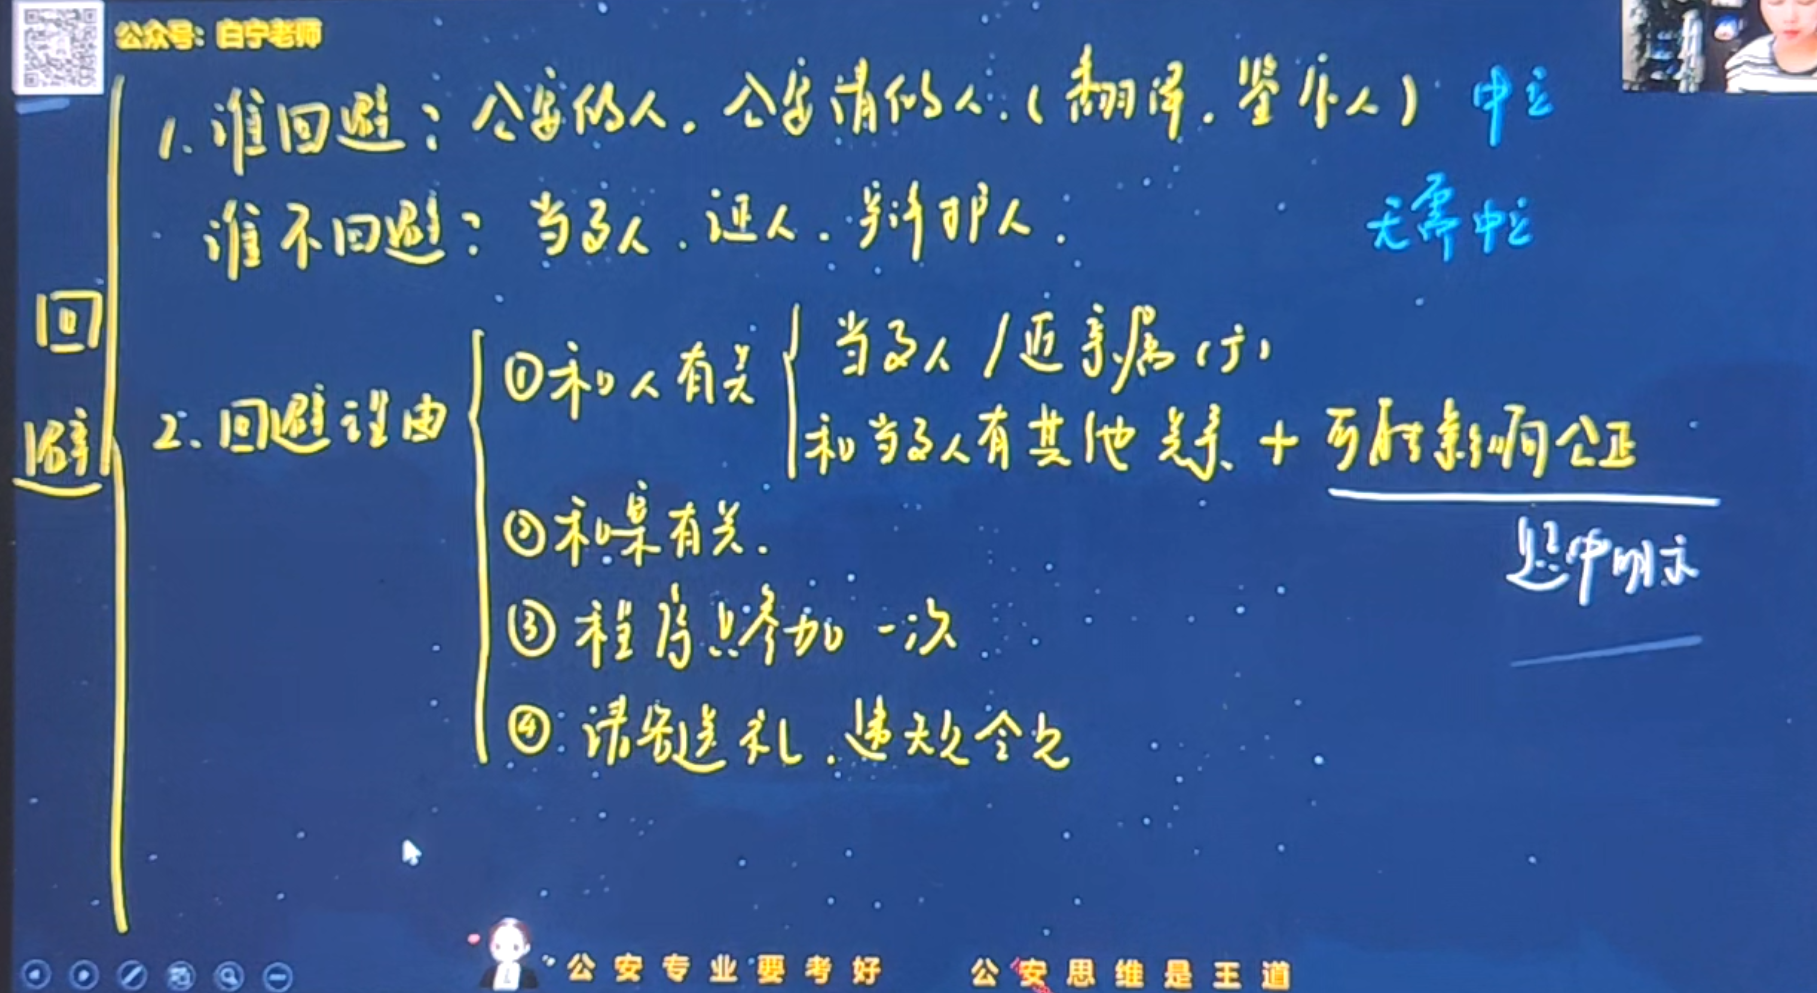 公众号：白宁老师
1. 谁回避：公安的人. 公安请的人.（翻译. 鉴定人） 中立
谁不回避：当事人. 证人. 辩护人. 无需中立
回避
2. 回避理由
①和人有关
当事人/近亲属
和当事人有其他关系 + 可能影响公正
题中明示
②和案有关.
③程序只参加一次
④请客送礼. 违规会见
公安专业要考好 公安思维是王道